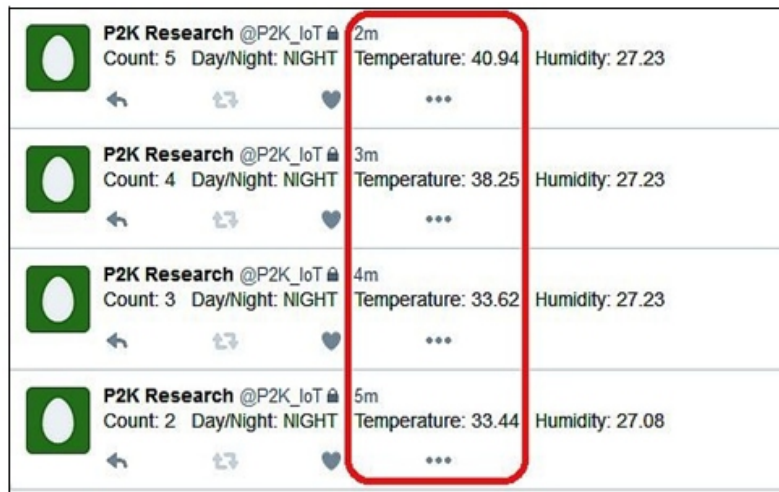 P2K Research @P2K_IoT 2m
Count: 5 Day/Night: NIGHT Temperature: 40.94 Humidity: 27.23
P2K Research @P2K_IoT 3m
Count: 4 Day/Night: NIGHT Temperature: 38.25 Humidity: 27.23
P2K Research @P2K_IoT 4m
Count: 3 Day/Night: NIGHT Temperature: 33.62 Humidity: 27.23
P2K Research @P2K_IoT 5m
Count: 2 Day/Night: NIGHT Temperature: 33.44 Humidity: 27.08